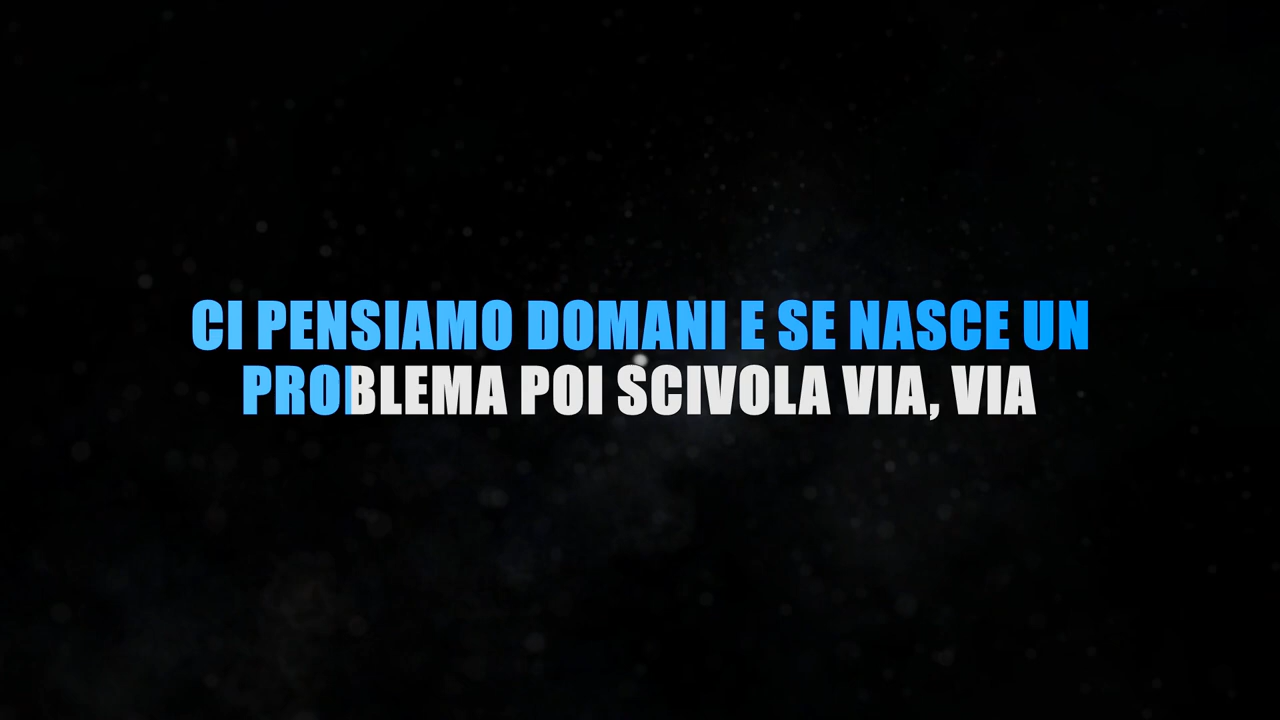 CI PENSIAMO DOMANI E SE NASCE UN
PROBLEMA POI SCIVOLA VIA, VIA